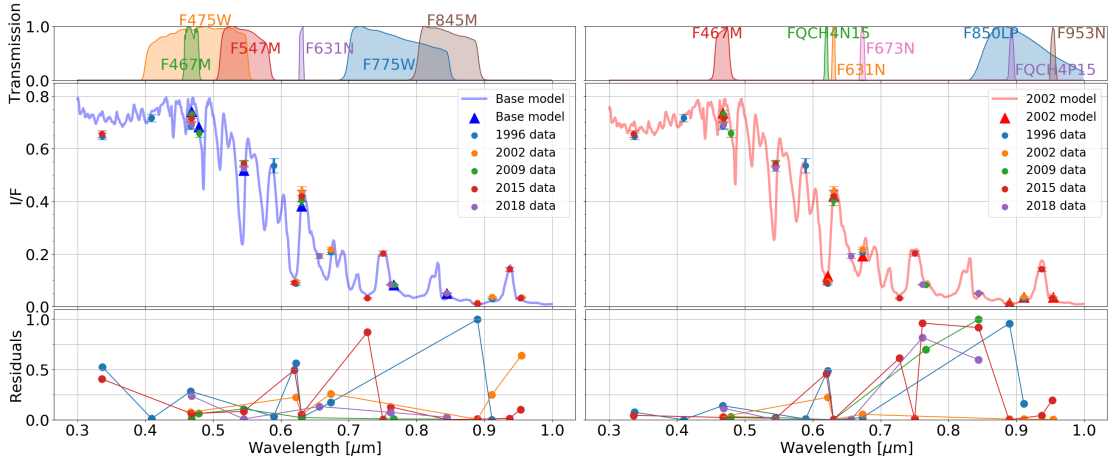 F475W
F845M
F547M
F631N
F467M
F775W
Transmission
1.0
0.0
F467M
FQCH4N15
F850LP
F953N
F673N
F631N
FQCH4P15
0.8
0.6
0.4
0.2
0.0
I/F
Base model
Base model
1996 data
2002 data
2009 data
2015 data
2018 data
2002 model
2002 model
1996 data
2002 data
2009 data
2015 data
2018 data
1.0
0.5
0.0
Residuals
0.3 0.4 0.5 0.6 0.7 0.8 0.9 1.0
Wavelength [μm]
0.3 0.4 0.5 0.6 0.7 0.8 0.9 1.0
Wavelength [μm]